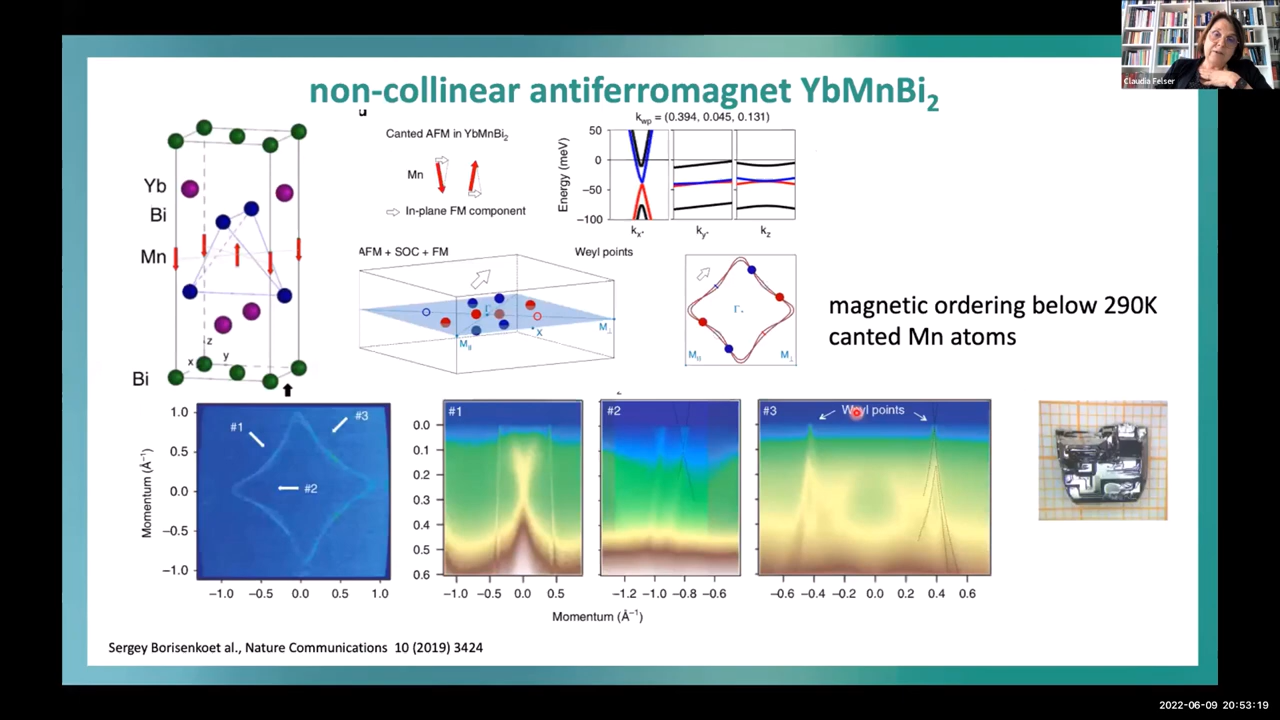 Claudia Felser
non-collinear antiferromagnet YbMnBi2
kwp = (0.394, 0.045, 0.131)
Canted AFM in YbMnBi2
Mn
In-plane FM component
Energy (meV)
50
0
−50
−100
kx"
ky"
kz
Yb
Bi
Mn
z
x
y
Bi
AFM + SOC + FM
Weyl points
Γ
X
M||
M⊥
Γ
M||
M⊥
magnetic ordering below 290K
canted Mn atoms
Momentum (Å−1)
1.0
0.5
0.0
−0.5
−1.0
#1
#3
#2
−1.0 −0.5 0.0 0.5 1.0
#1
0.0
0.1
0.2
0.3
0.4
0.5
0.6
−1.0 −0.5 0.0 0.5
#2
−1.2 −1.0 −0.8 −0.6
#3
Weyl points
−0.6 −0.4 −0.2 0.0 0.2 0.4 0.6
Momentum (Å−1)
Sergey Borisenkoet al., Nature Communications 10 (2019) 3424
2022-06-09 20:53:19